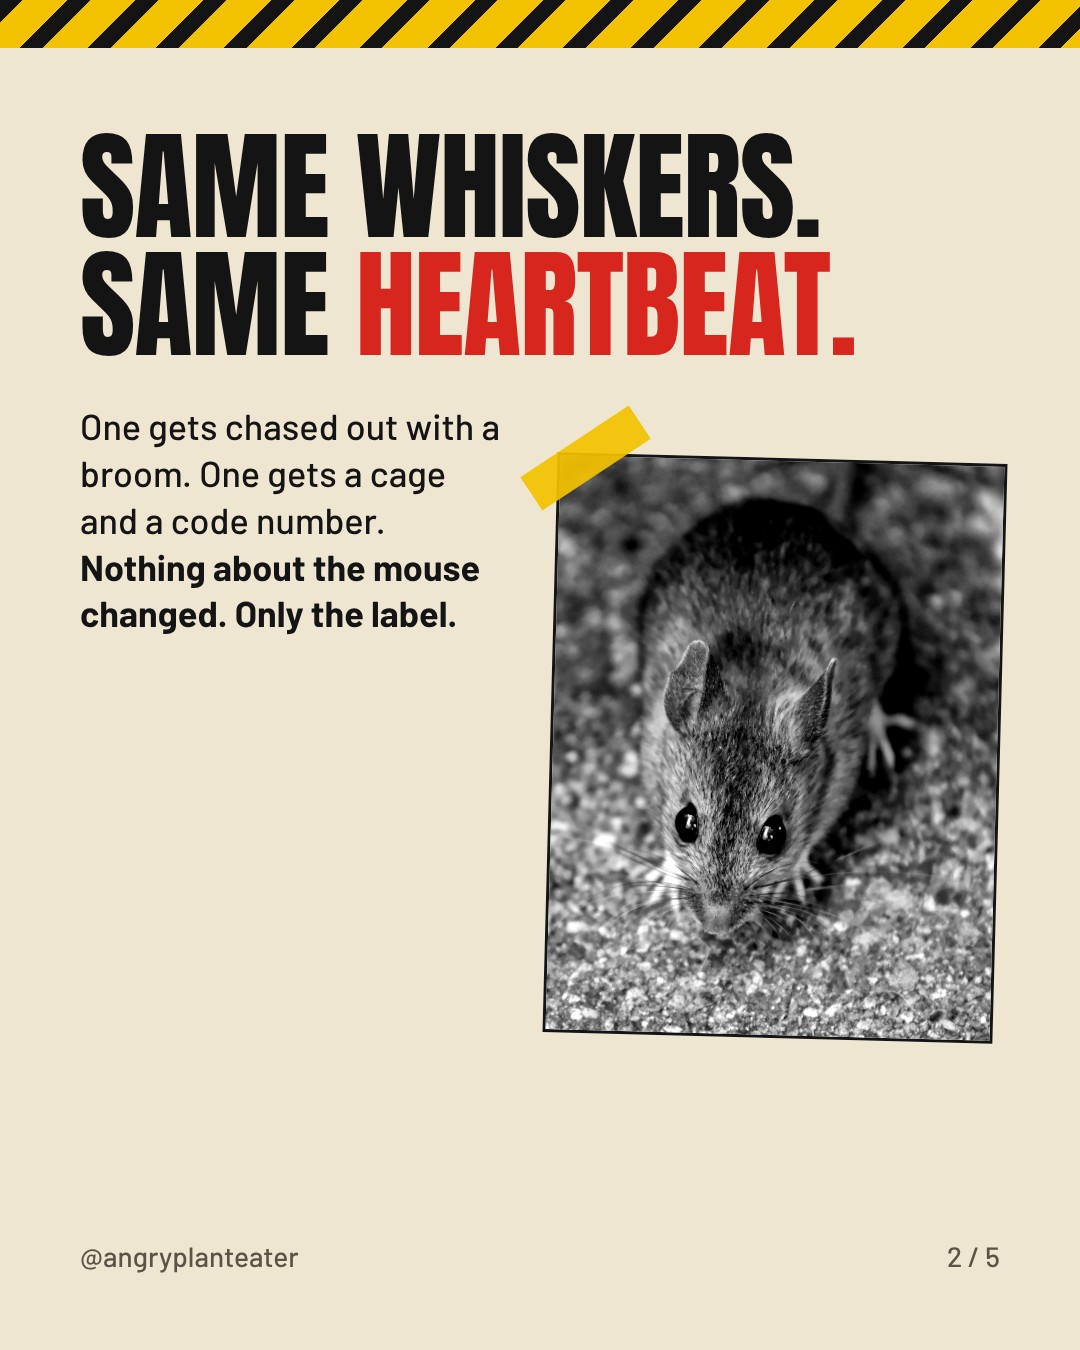 SAME WHISKERS.
SAME HEARTBEAT.
One gets chased out with a
broom. One gets a cage
and a code number.
Nothing about the mouse
changed. Only the label.
@angryplanteater
2 / 5